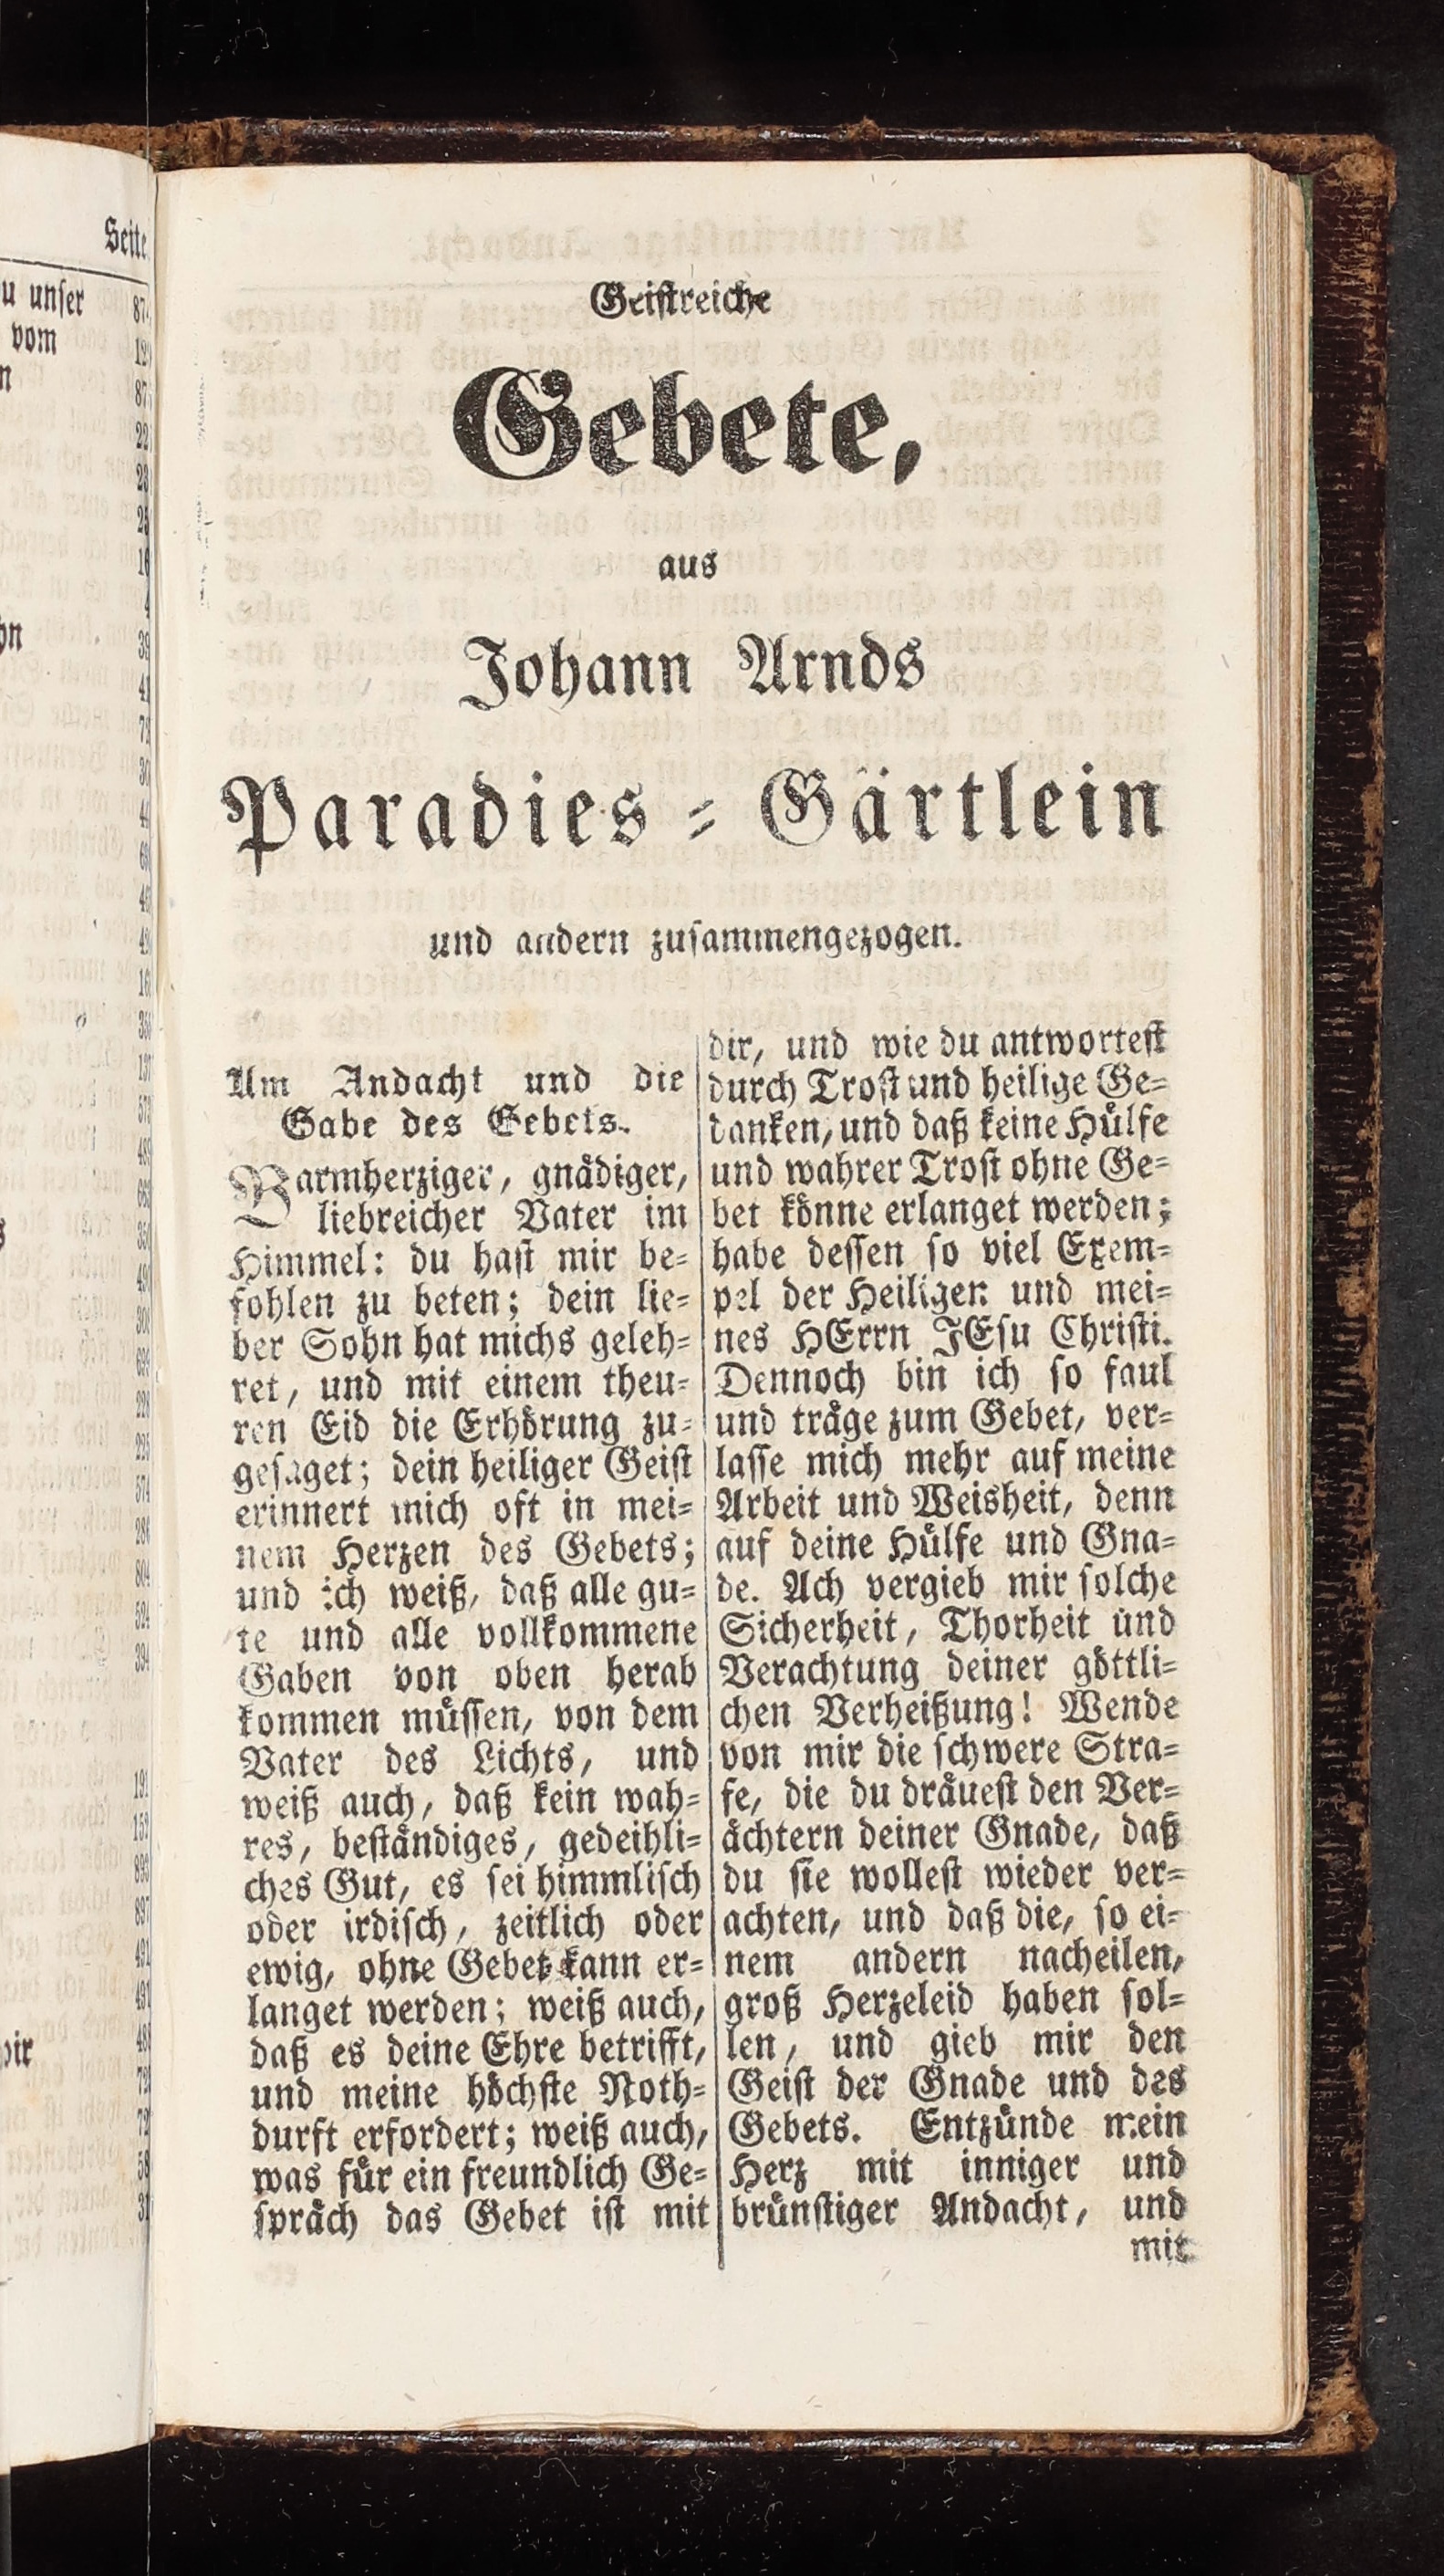 Seite
u unser
vom
n
Geistreiche
Gebete,
aus
Johann Arnds
Paradies = Gärtlein
und andern zusammengezogen.
Um Andacht und die
Gabe des Gebets.
Barmherziger, gnädiger,
liebreicher Vater im
Himmel: du hast mir be=
fohlen zu beten; dein lie=
ber Sohn hat michs geleh=
ret, und mit einem theu=
ren Eid die Erhörung zu=
gesaget; dein heiliger Geist
erinnert mich oft in mei=
nem Herzen des Gebets;
und ich weiß, daß alle gu=
te und alle vollkommene
Gaben von oben herab
kommen müssen, von dem
Vater des Lichts, und
weiß auch, daß kein wah=
res, beständiges, gedeihli=
ches Gut, es sei himmlisch
oder irdisch, zeitlich oder
ewig, ohne Gebet kann er=
langet werden; weiß auch,
daß es deine Ehre betrifft,
und meine höchste Noth=
durft erfordert; weiß auch,
was für ein freundlich Ge=
spräch das Gebet ist mit
dir, und wie du antwortest
durch Trost und heilige Ge=
danken, und daß keine Hülfe
und wahrer Trost ohne Ge=
bet könne erlanget werden;
habe dessen so viel Exem=
pel der Heiligen und mei=
nes HErrn JEsu Christi.
Dennoch bin ich so faul
und träge zum Gebet, ver=
lasse mich mehr auf meine
Arbeit und Weisheit, denn
auf deine Hülfe und Gna=
de. Ach vergieb mir solche
Sicherheit, Thorheit und
Verachtung deiner göttli=
chen Verheißung! Wende
von mir die schwere Stra=
fe, die du dräuest den Ver=
ächtern deiner Gnade, daß
du sie wollest wieder ver=
achten, und daß die, so ei=
nem andern nacheilen,
groß Herzeleid haben sol=
len, und gieb mir den
Geist der Gnade und des
Gebets. Entzünde mein
Herz mit inniger und
brünstiger Andacht, und
mit